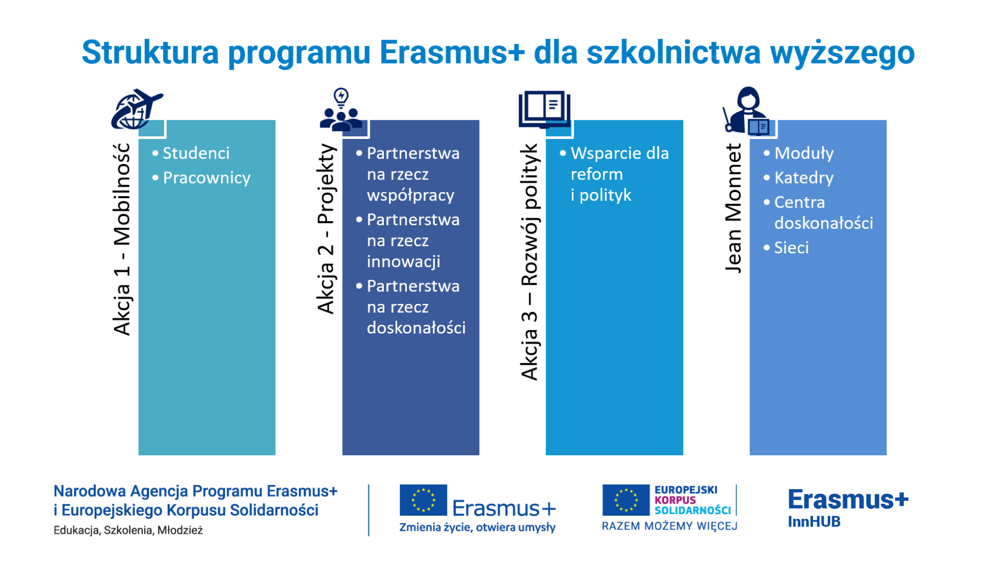 Struktura programu Erasmus+ dla szkolnictwa wyższego
Akcja 1 - Mobilność
• Studenci
• Pracownicy
Akcja 2 - Projekty
• Partnerstwa
na rzecz
współpracy
• Partnerstwa
na rzecz
innowacji
• Partnerstwa
na rzecz
doskonałości
Akcja 3 – Rozwój polityk
• Wsparcie dla
reform
i polityk
Jean Monnet
• Moduły
• Katedry
• Centra
doskonałości
• Sieci
Narodowa Agencja Programu Erasmus+
i Europejskiego Korpusu Solidarności
Edukacja, Szkolenia, Młodzież
Erasmus+
Zmienia życie, otwiera umysły
EUROPEJSKI
KORPUS
SOLIDARNOŚCI
RAZEM MOŻEMY WIĘCEJ
Erasmus+
InnHUB